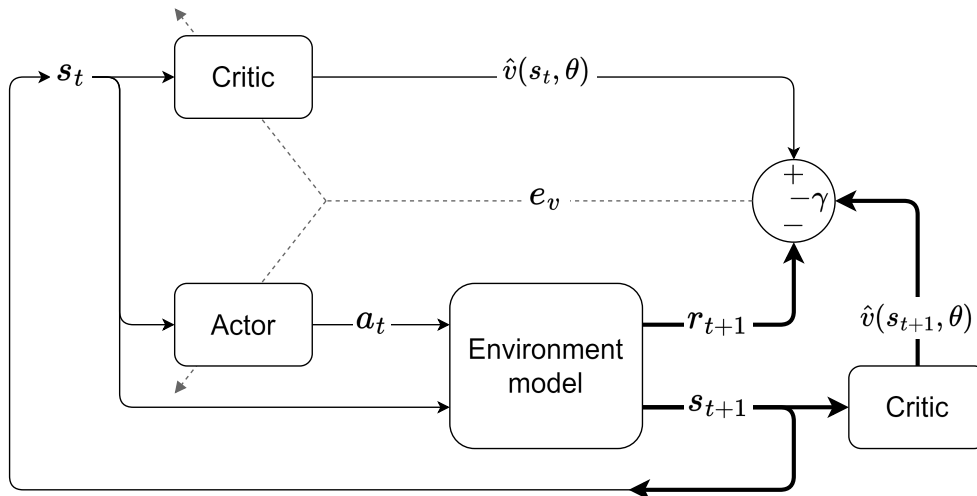 s_t
Critic
v̂(s_t, θ)
+
−γ
−
e_v
Actor
a_t
Environment
model
r_{t+1}
v̂(s_{t+1}, θ)
s_{t+1}
Critic